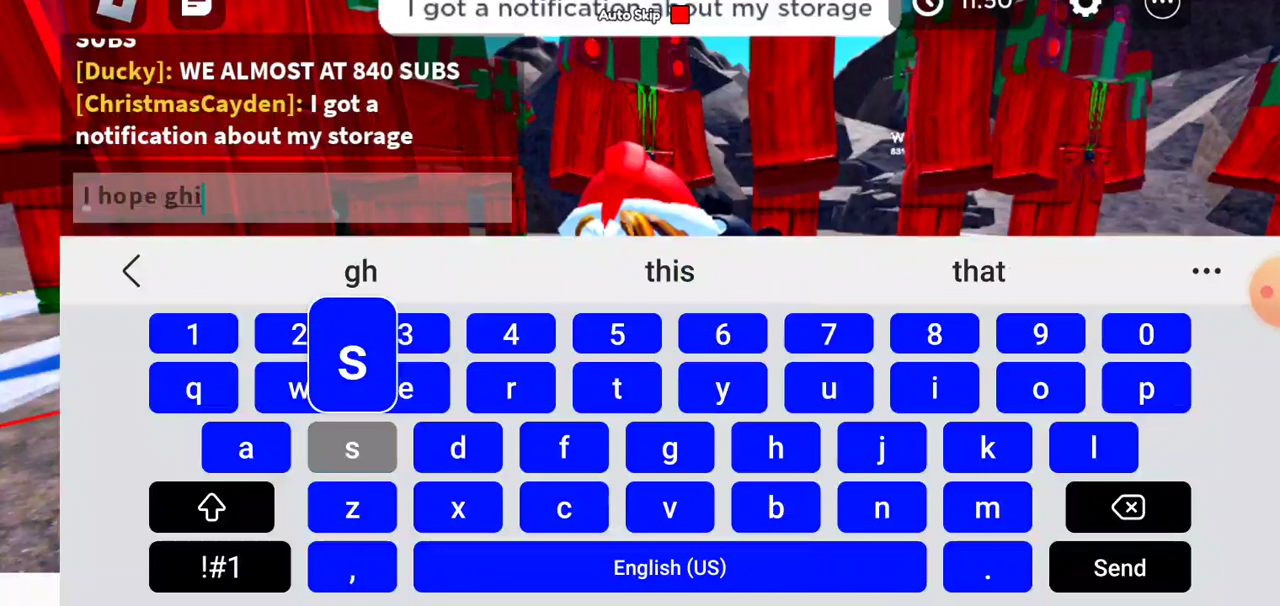 I got a notification about my storage
Auto Skip
11:50
SUBS
[Ducky]: WE ALMOST AT 840 SUBS
[ChristmasCayden]: I got a
notification about my storage
I hope ghi
gh this that
1 2 3 4 5 6 7 8 9 0
s
q w e r t y u i o p
a s d f g h j k l
z x c v b n m
!#1 , English (US) . Send